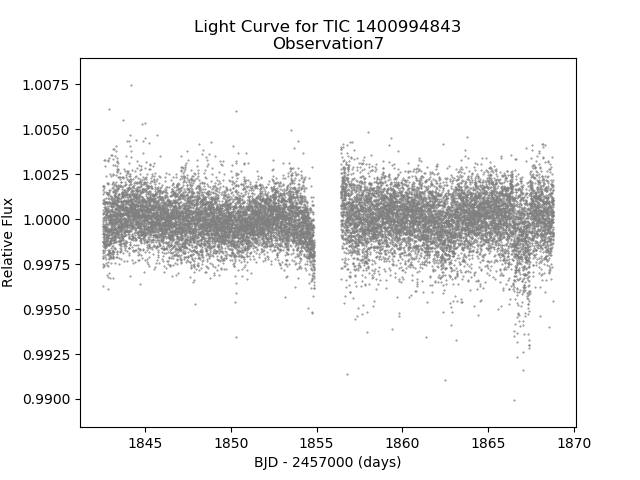 Light Curve for TIC 1400994843
Observation7
1.0075
1.0050
1.0025
1.0000
0.9975
0.9950
0.9925
0.9900
Relative Flux
1845 1850 1855 1860 1865 1870
BJD - 2457000 (days)